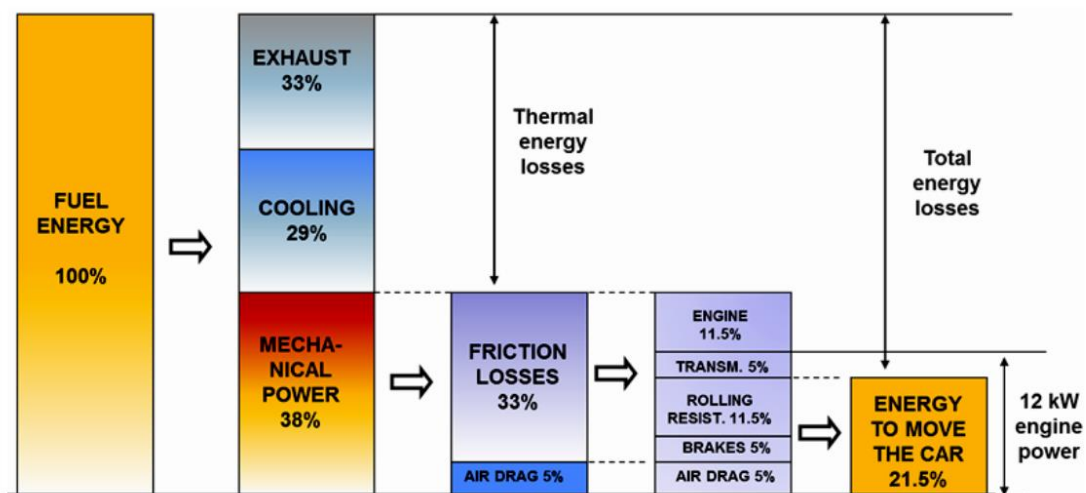 FUEL
ENERGY
100%
EXHAUST
33%
COOLING
29%
MECHA-
NICAL
POWER
38%
Thermal
energy
losses
FRICTION
LOSSES
33%
AIR DRAG 5%
ENGINE
11.5%
TRANSM. 5%
ROLLING
RESIST. 11.5%
BRAKES 5%
AIR DRAG 5%
Total
energy
losses
ENERGY
TO MOVE
THE CAR
21.5%
12 kW
engine
power